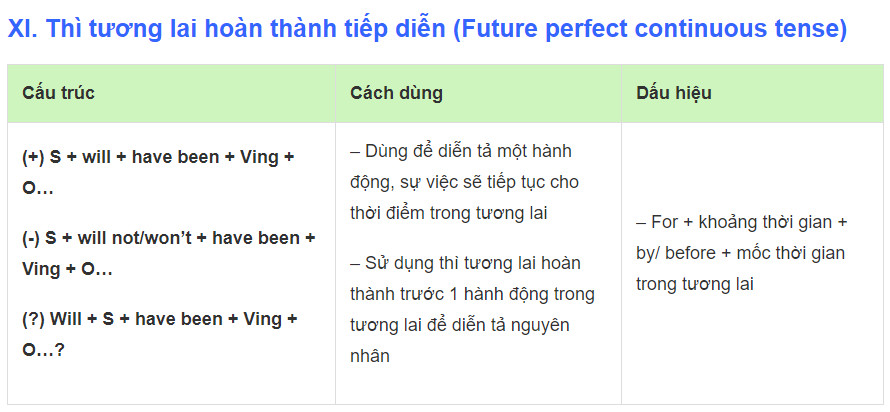 XI. Thì tương lai hoàn thành tiếp diễn (Future perfect continuous tense)
Cấu trúc
Cách dùng
Dấu hiệu
(+) S + will + have been + Ving +
O…
(-) S + will not/won’t + have been +
Ving + O…
(?) Will + S + have been + Ving +
O…?
– Dùng để diễn tả một hành
động, sự việc sẽ tiếp tục cho
thời điểm trong tương lai
– Sử dụng thì tương lai hoàn
thành trước 1 hành động trong
tương lai để diễn tả nguyên
nhân
– For + khoảng thời gian +
by/ before + mốc thời gian
trong tương lai